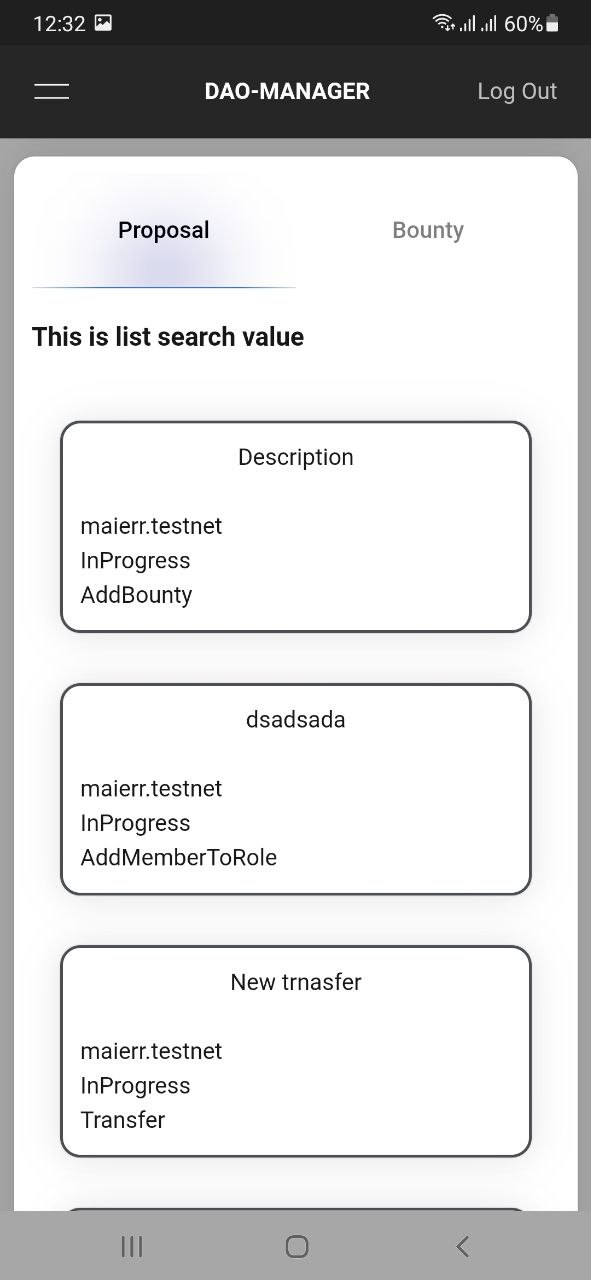 12:32 60%
DAO-MANAGER Log Out
Proposal Bounty
This is list search value
Description
maierr.testnet
InProgress
AddBounty
dsadsada
maierr.testnet
InProgress
AddMemberToRole
New trnasfer
maierr.testnet
InProgress
Transfer